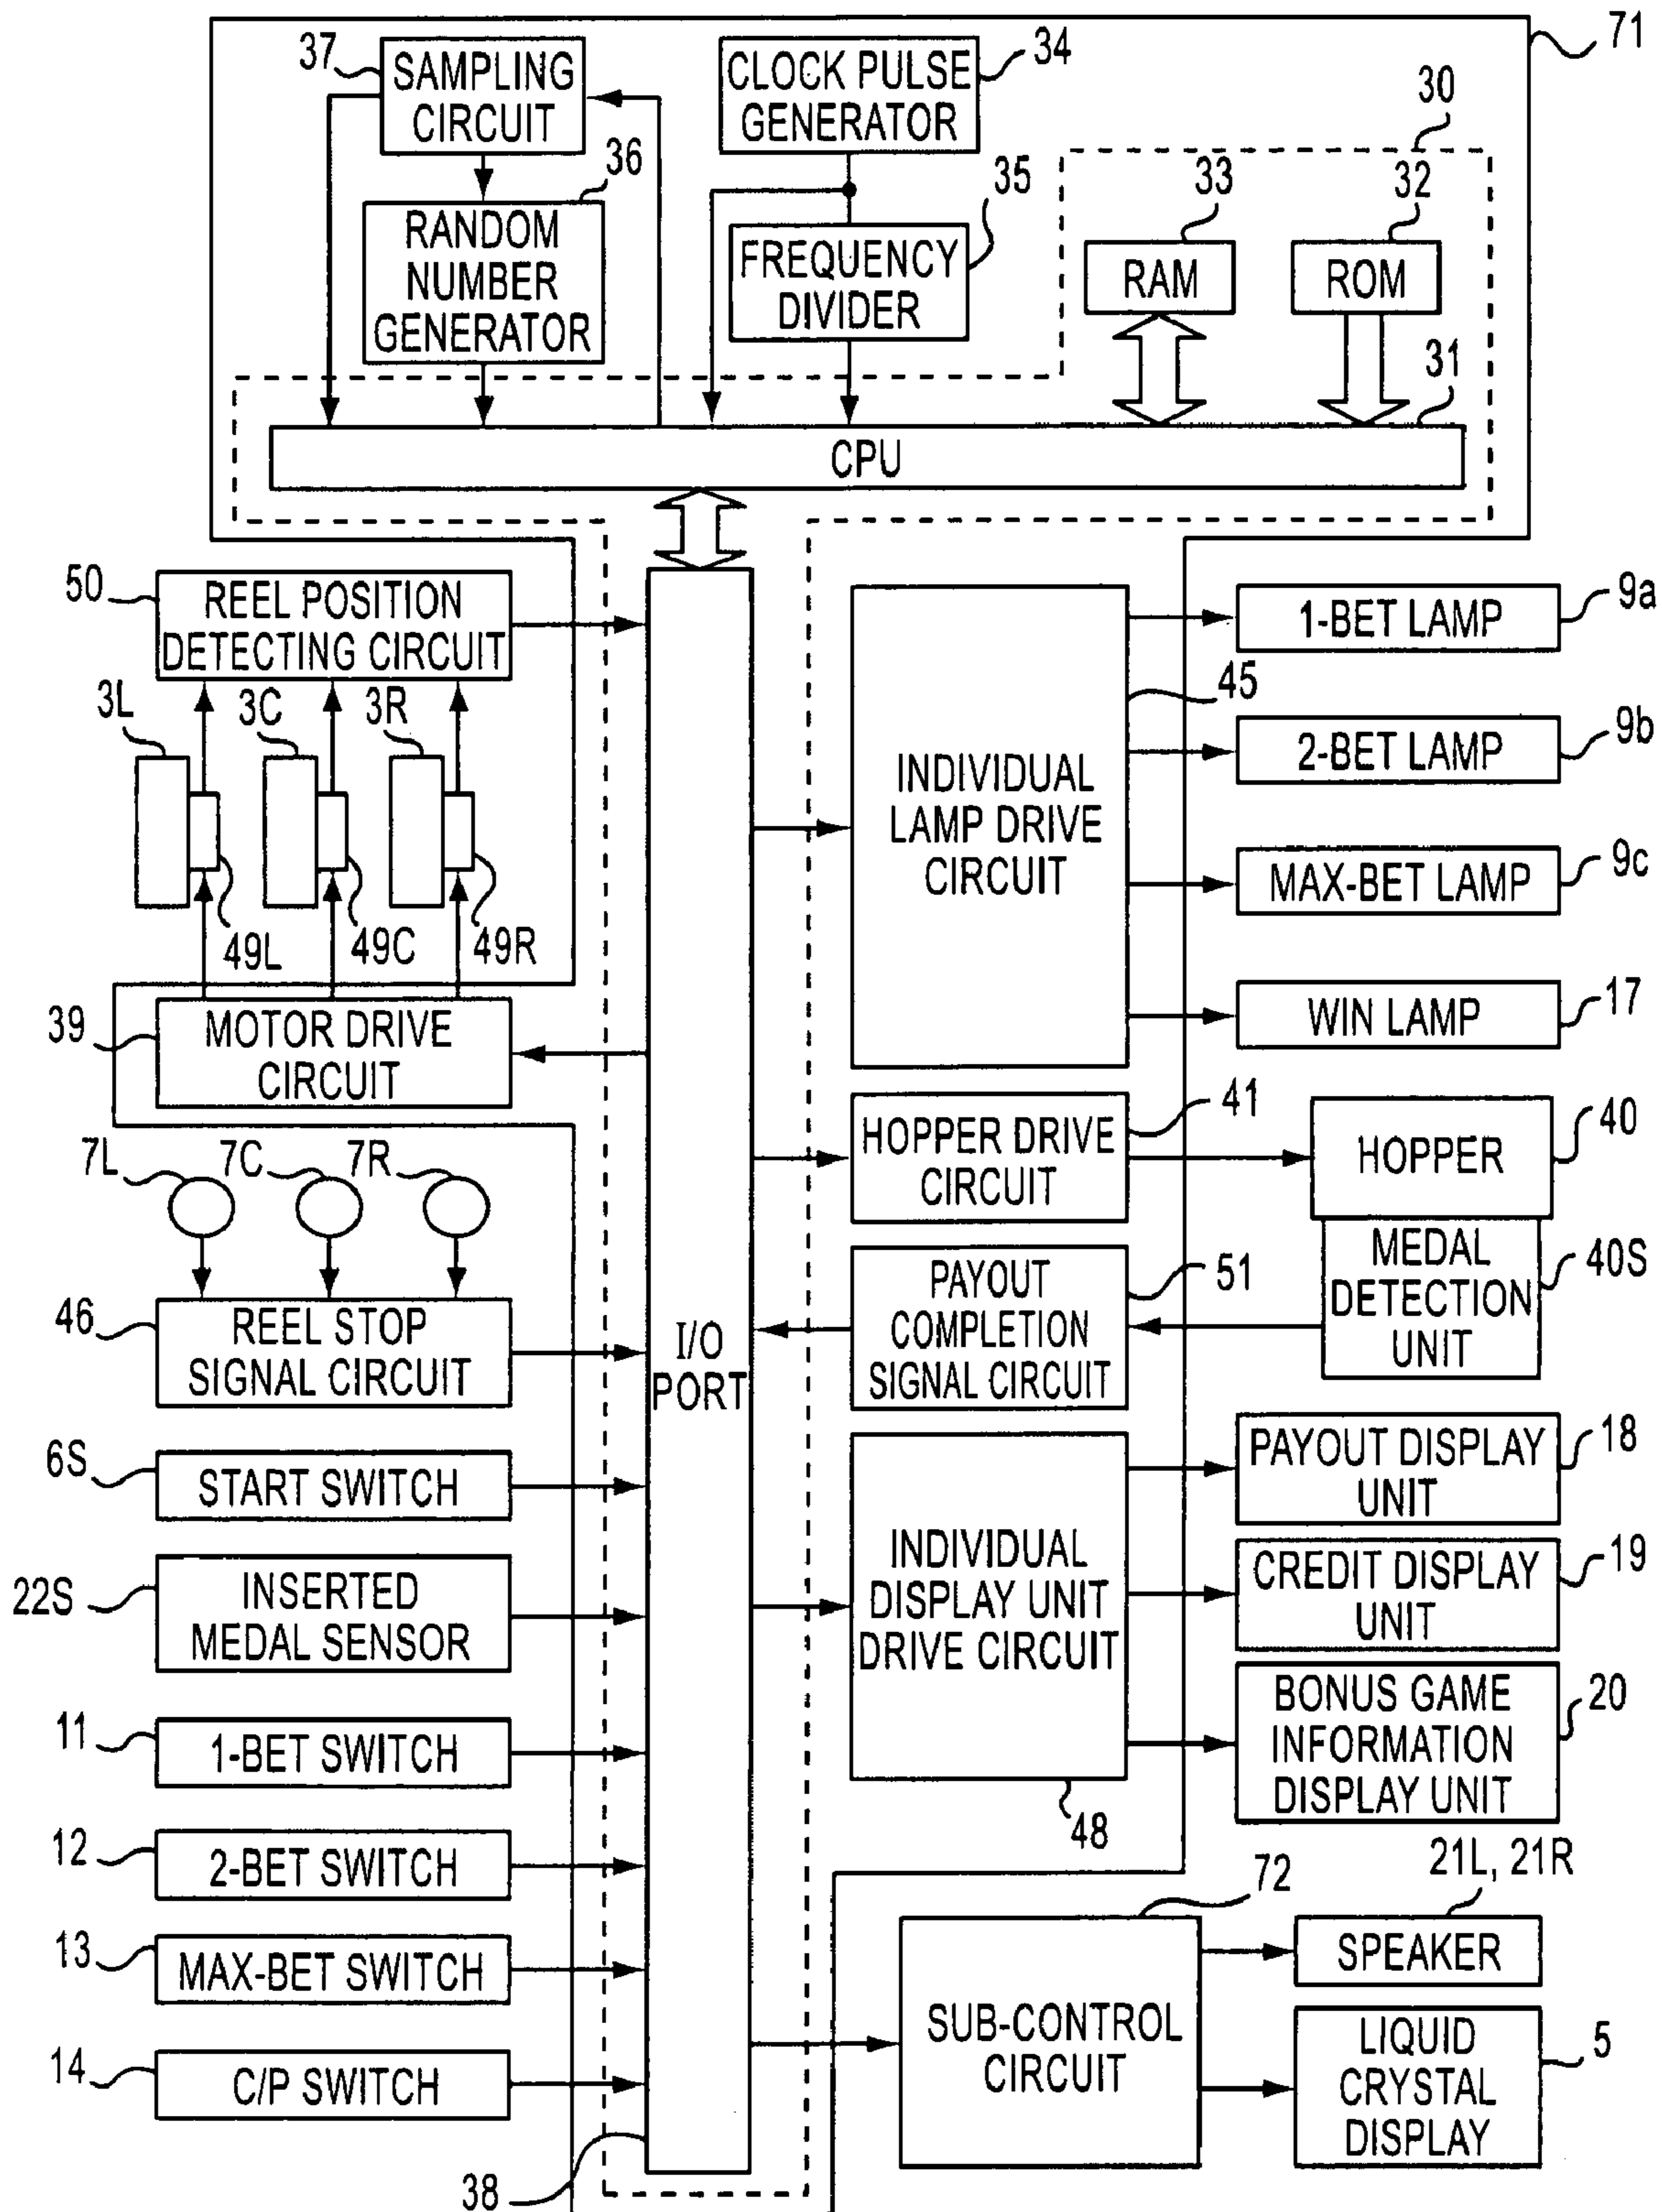 71
37
SAMPLING
CIRCUIT
CLOCK PULSE
GENERATOR
34
30
36
RANDOM
NUMBER
GENERATOR
35
FREQUENCY
DIVIDER
33
RAM
32
ROM
31
CPU
50
REEL POSITION
DETECTING CIRCUIT
3L
3C
3R
49L
49C
49R
39
MOTOR DRIVE
CIRCUIT
7L
7C
7R
46
REEL STOP
SIGNAL CIRCUIT
6S
START SWITCH
22S
INSERTED
MEDAL SENSOR
11
1-BET SWITCH
12
2-BET SWITCH
13
MAX-BET SWITCH
14
C/P SWITCH
38
I/O
PORT
INDIVIDUAL
LAMP DRIVE
CIRCUIT
45
1-BET LAMP
9a
2-BET LAMP
9b
MAX-BET LAMP
9c
WIN LAMP
17
HOPPER DRIVE
CIRCUIT
41
HOPPER
40
PAYOUT
COMPLETION
SIGNAL CIRCUIT
51
MEDAL
DETECTION
UNIT
40S
INDIVIDUAL
DISPLAY UNIT
DRIVE CIRCUIT
48
PAYOUT DISPLAY
UNIT
18
CREDIT DISPLAY
UNIT
19
BONUS GAME
INFORMATION
DISPLAY UNIT
20
72
SUB-CONTROL
CIRCUIT
21L, 21R
SPEAKER
LIQUID
CRYSTAL
DISPLAY
5